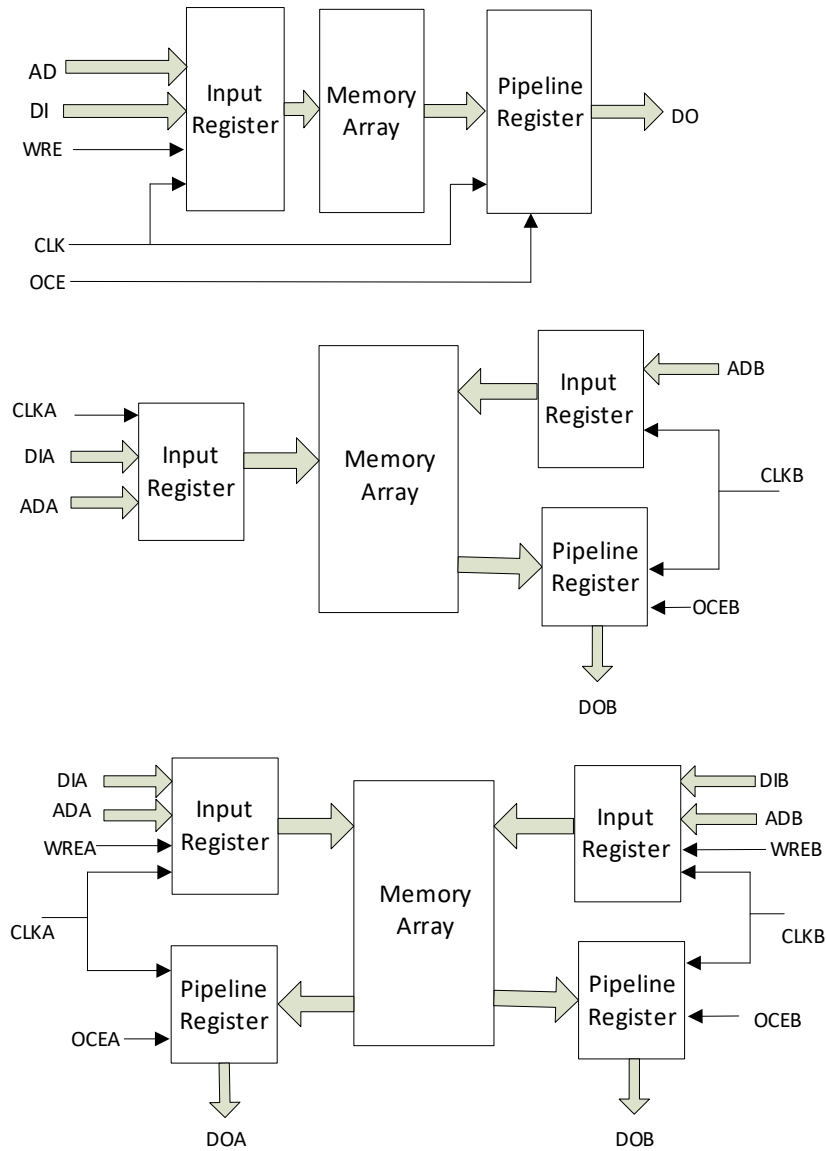 AD
DI
WRE
CLK
OCE
Input
Register
Memory
Array
Pipeline
Register
DO
CLKA
DIA
ADA
Input
Register
Memory
Array
Input
Register
ADB
CLKB
Pipeline
Register
OCEB
DOB
DIA
ADA
WREA
CLKA
OCEA
Input
Register
Pipeline
Register
DOA
Memory
Array
Input
Register
Pipeline
Register
DIB
ADB
WREB
CLKB
OCEB
DOB